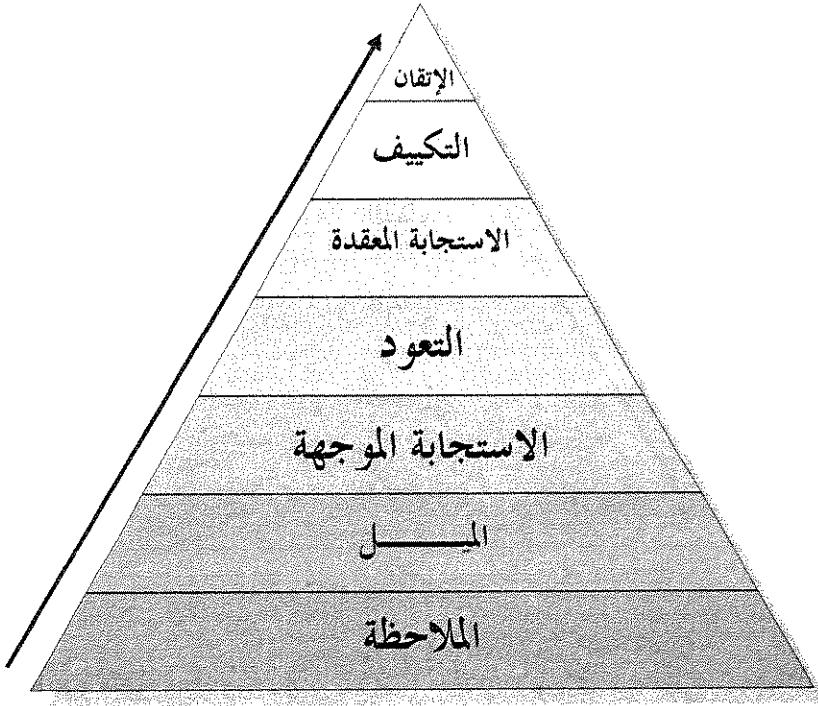 الإتقان
التكييف
الاستجابة المعقدة
التعود
الاستجابة الموجهة
الميـــــل
الملاحظة